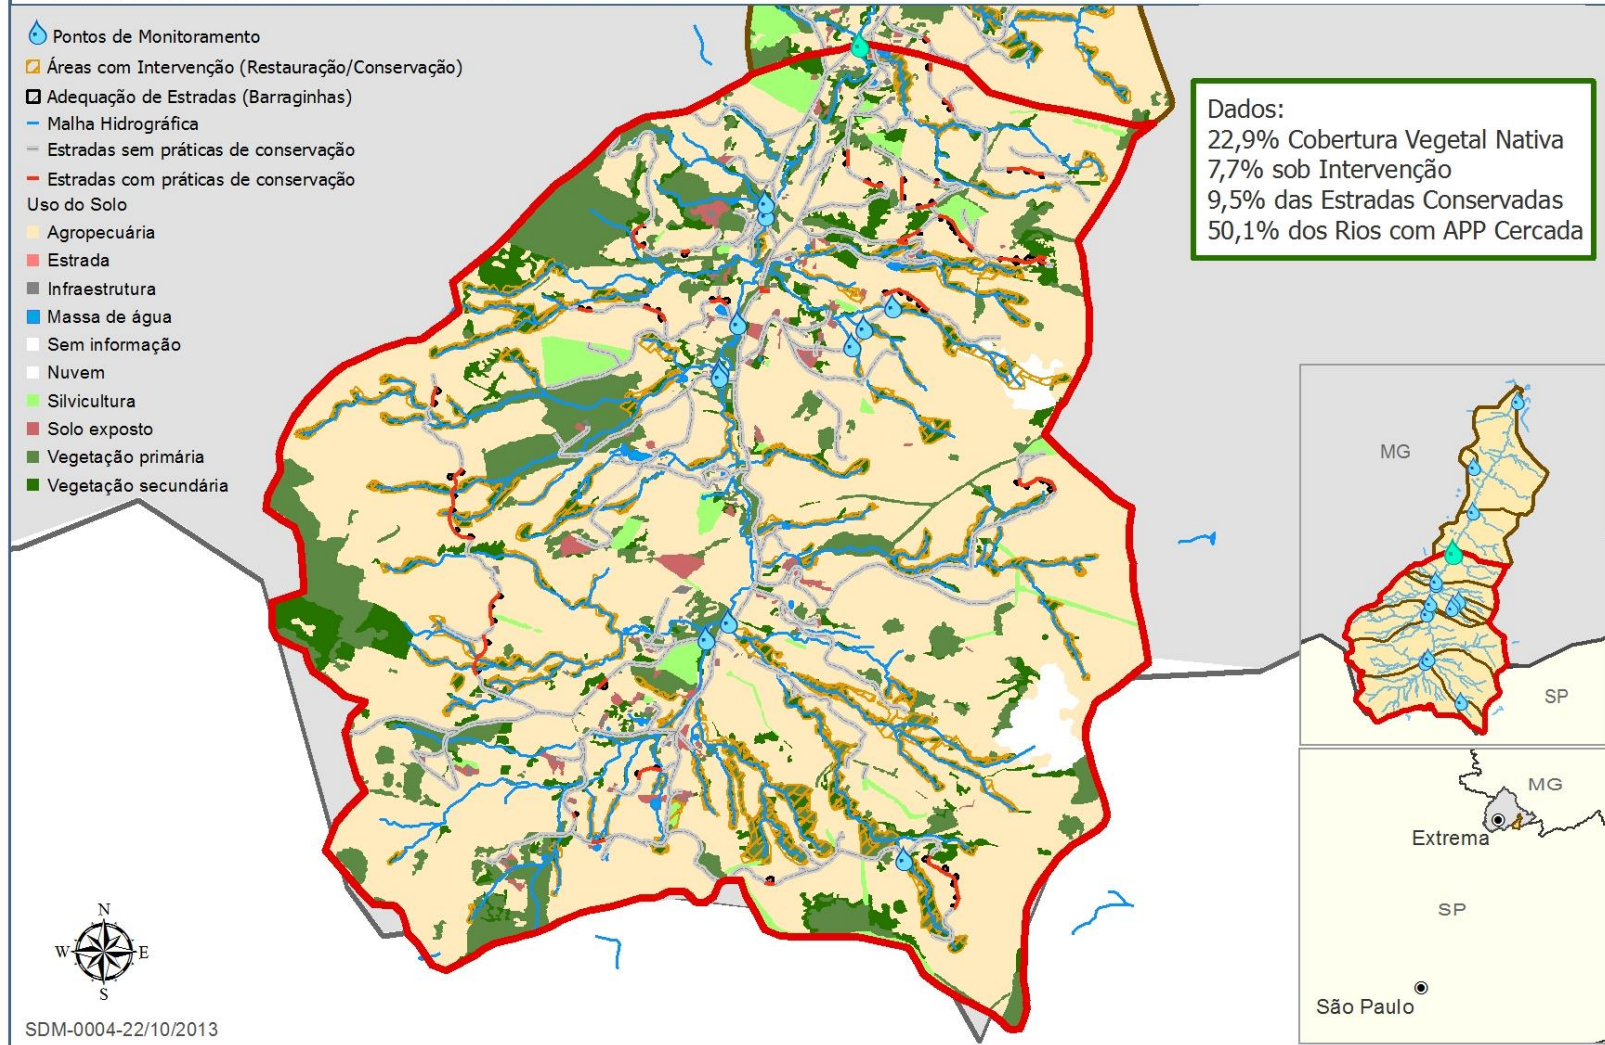 Pontos de Monitoramento
Áreas com Intervenção (Restauração/Conservação)
Adequação de Estradas (Barraginhas)
Malha Hidrográfica
Estradas sem práticas de conservação
Estradas com práticas de conservação
Uso do Solo
Agropecuária
Estrada
Infraestrutura
Massa de água
Sem informação
Nuvem
Silvicultura
Solo exposto
Vegetação primária
Vegetação secundária
Dados:
22,9% Cobertura Vegetal Nativa
7,7% sob Intervenção
9,5% das Estradas Conservadas
50,1% dos Rios com APP Cercada
MG
SP
MG
Extrema
SP
São Paulo
N
W E
S
SDM-0004-22/10/2013